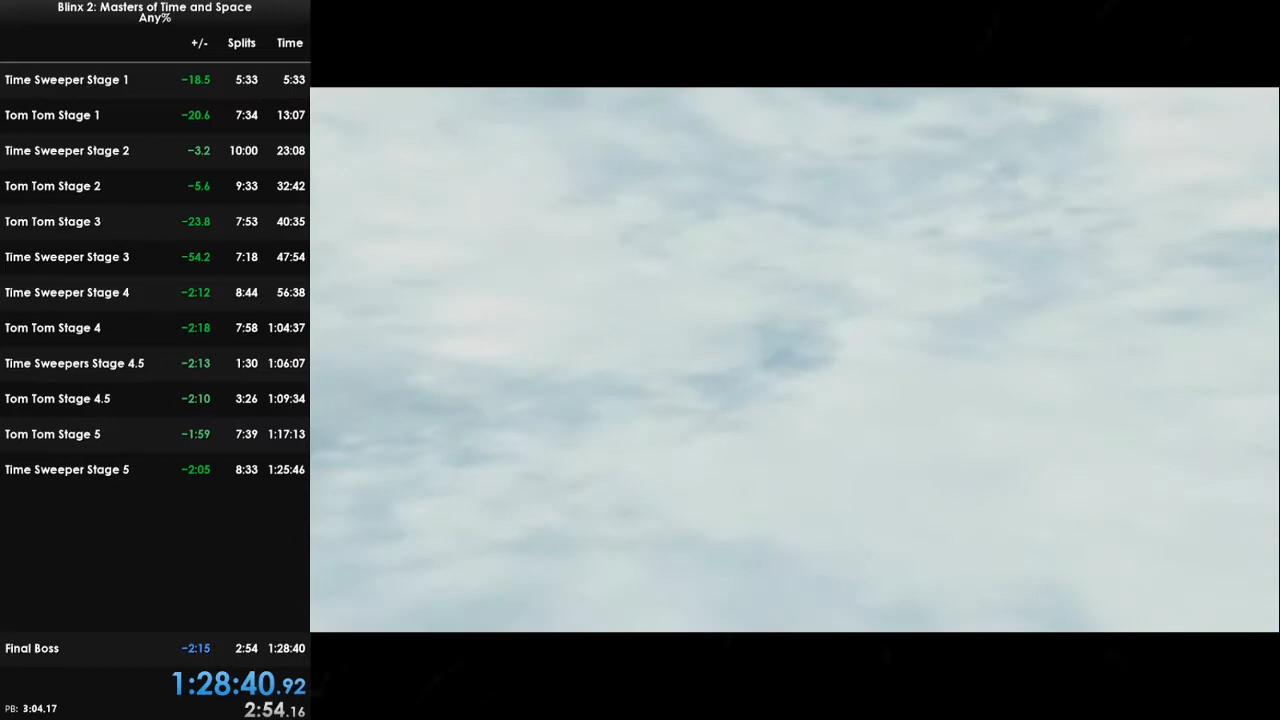 Blinx 2: Masters of Time and Space
Any%
+/- Splits Time
Time Sweeper Stage 1 −18.5 5:33 5:33
Tom Tom Stage 1 −20.6 7:34 13:07
Time Sweeper Stage 2 −3.2 10:00 23:08
Tom Tom Stage 2 −5.6 9:33 32:42
Tom Tom Stage 3 −23.8 7:53 40:35
Time Sweeper Stage 3 −54.2 7:18 47:54
Time Sweeper Stage 4 −2:12 8:44 56:38
Tom Tom Stage 4 −2:18 7:58 1:04:37
Time Sweepers Stage 4.5 −2:13 1:30 1:06:07
Tom Tom Stage 4.5 −2:10 3:26 1:09:34
Tom Tom Stage 5 −1:59 7:39 1:17:13
Time Sweeper Stage 5 −2:05 8:33 1:25:46
Final Boss −2:15 2:54 1:28:40
1:28:40.92
PB: 3:04.17 2:54.16